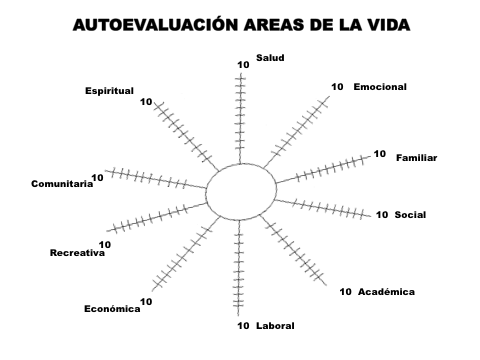 AUTOEVALUACIÓN AREAS DE LA VIDA
10 Salud
10 Emocional
Espiritual 10
10 Familiar
Comunitaria 10
10 Social
10
Recreativa
10 Académica
Económica 10
10 Laboral